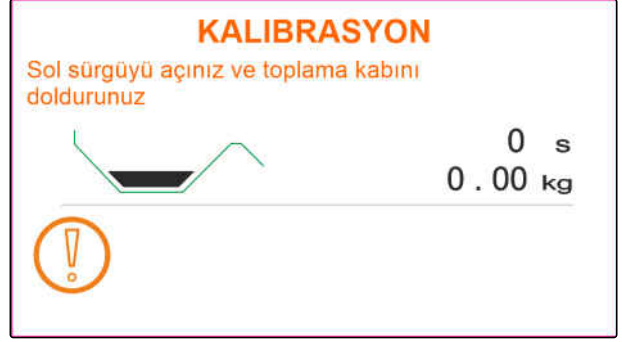 KALIBRASYON
Sol sürgüyü açınız ve toplama kabını
doldurunuz
0 s
0.00 kg